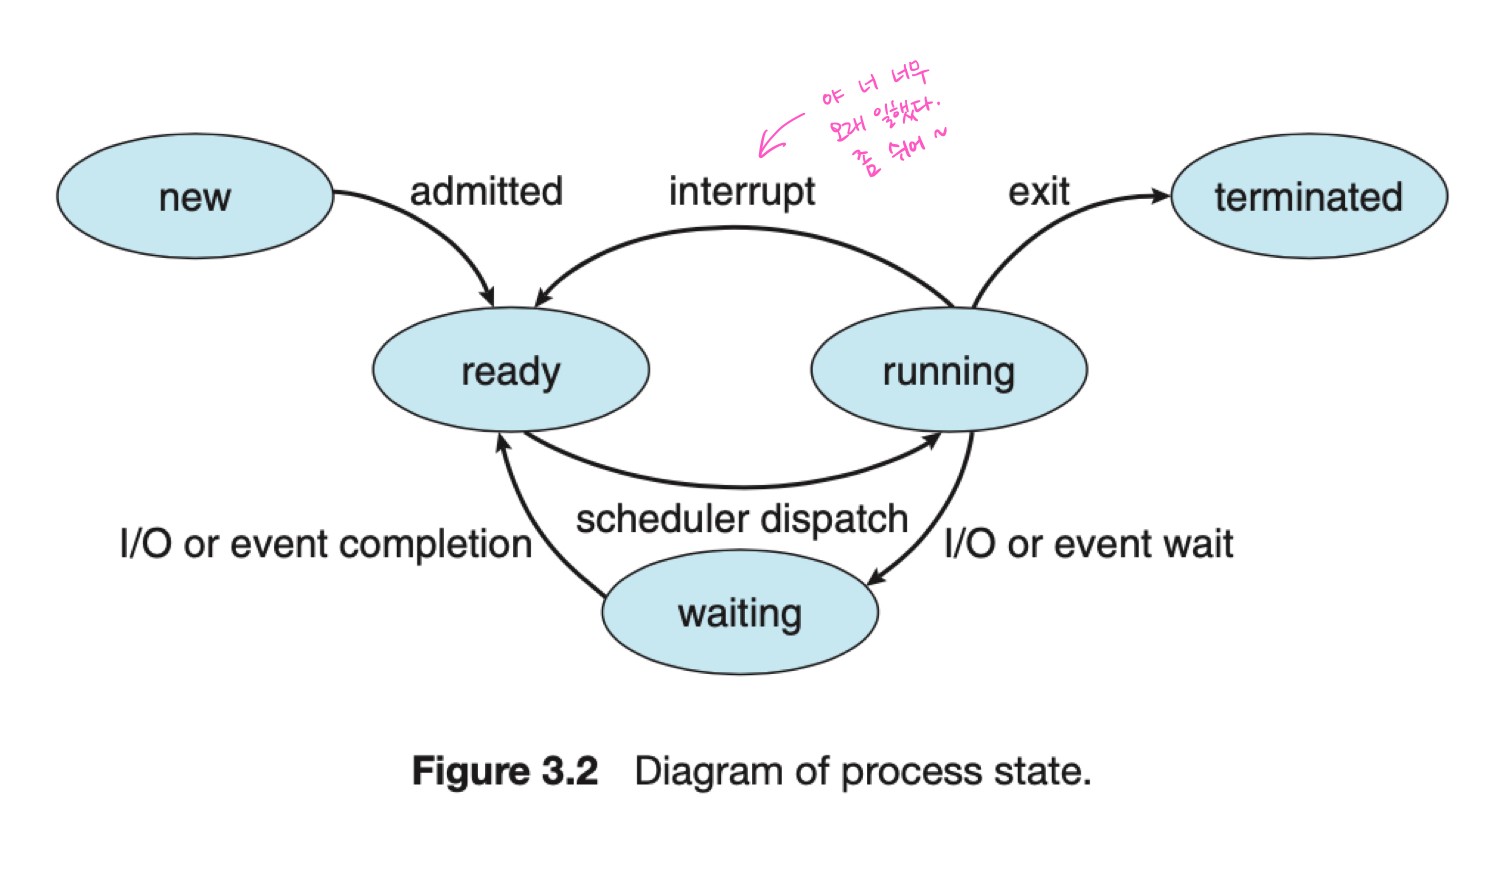 야 너 너무
오래 일했다.
좀 쉬어 ~
new
admitted
interrupt
exit
terminated
ready
running
scheduler dispatch
I/O or event completion
I/O or event wait
waiting
Figure 3.2 Diagram of process state.